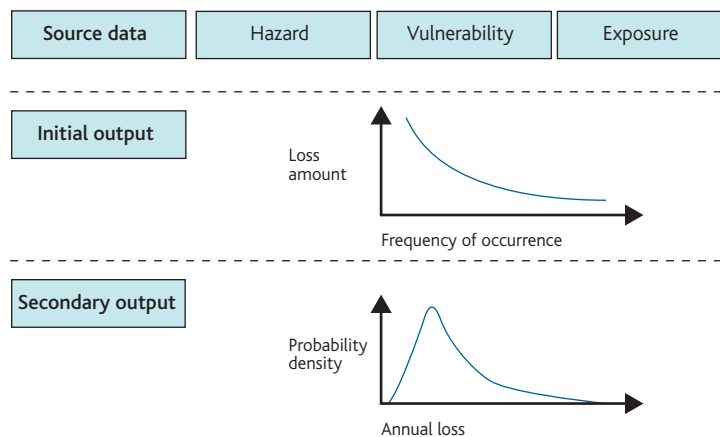 Source data
Hazard
Vulnerability
Exposure
Initial output
Loss
amount
Frequency of occurrence
Secondary output
Probability
density
Annual loss